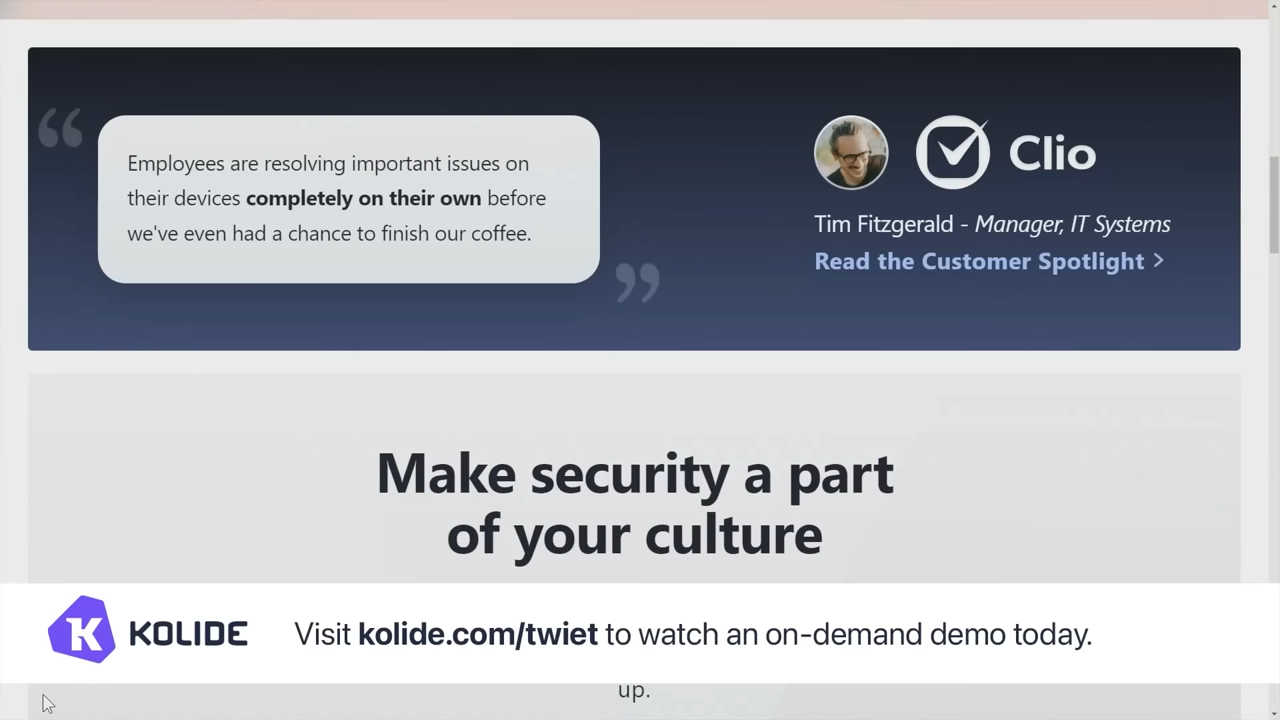 “
Employees are resolving important issues on
their devices completely on their own before
we've even had a chance to finish our coffee.
”
Clio
Tim Fitzgerald - Manager, IT Systems
Read the Customer Spotlight >
Make security a part
of your culture
KOLIDE
Visit kolide.com/twiet to watch an on-demand demo today.
up.